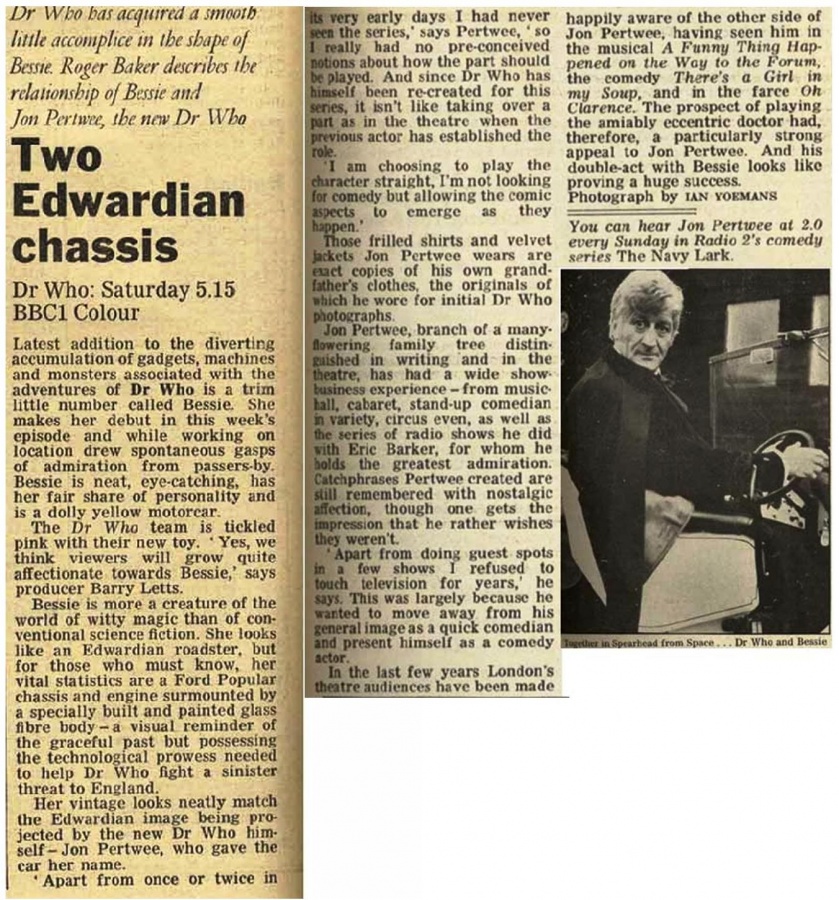 Dr Who has acquired a smooth
little accomplice in the shape of
Bessie. Roger Baker describes the
relationship of Bessie and
Jon Pertwee, the new Dr Who
Two
Edwardian
chassis
Dr Who: Saturday 5.15
BBC1 Colour
Latest addition to the diverting
accumulation of gadgets, machines
and monsters associated with the
adventures of Dr Who is a trim
little number called Bessie. She
makes her debut in this week's
episode and while working on
location drew spontaneous gasps
of admiration from passers-by.
Bessie is neat, eye-catching, has
her fair share of personality and
is a dolly yellow motorcar.
The Dr Who team is tickled
pink with their new toy. ' Yes, we
think viewers will grow quite
affectionate towards Bessie,' says
producer Barry Letts.
Bessie is more a creature of the
world of witty magic than of con-
ventional science fiction. She looks
like an Edwardian roadster, but
for those who must know, her
vital statistics are a Ford Popular
chassis and engine surmounted by
a specially built and painted glass
fibre body – a visual reminder of
the graceful past but possessing
the technological prowess needed
to help Dr Who fight a sinister
threat to England.
Her vintage looks neatly match
the Edwardian image being pro-
jected by the new Dr Who him-
self – Jon Pertwee, who gave the
car her name.
' Apart from once or twice in
its very early days I had never
seen the series,' says Pertwee, ' so
I really had no pre-conceived
notions about how the part should
be played. And since Dr Who has
himself been re-created for this
series, it isn't like taking over a
part as in the theatre when the
previous actor has established the
role.
'I am choosing to play the
character straight, I'm not looking
for comedy but allowing the comic
aspects to emerge as they
happen.'
Those frilled shirts and velvet
jackets Jon Pertwee wears are
exact copies of his own grand-
father's clothes, the originals of
which he wore for initial Dr Who
photographs.
Jon Pertwee, branch of a many-
flowering family tree distin-
guished in writing and in the
theatre, has had a wide show-
business experience – from music-
hall, cabaret, stand-up comedian
in variety, circus even, as well as
the series of radio shows he did
with Eric Barker, for whom he
holds the greatest admiration.
Catchphrases Pertwee created are
still remembered with nostalgic
affection, though one gets the
impression that he rather wishes
they weren't.
'Apart from doing guest spots
in a few shows I refused to
touch television for years,' he
says. This was largely because he
wanted to move away from his
general image as a quick comedian
and present himself as a comedy
actor.
In the last few years London's
theatre audiences have been made
happily aware of the other side of
Jon Pertwee, having seen him in
the musical A Funny Thing Hap-
pened on the Way to the Forum,
the comedy There's a Girl in
my Soup, and in the farce Oh
Clarence. The prospect of playing
the amiably eccentric doctor had,
therefore, a particularly strong
appeal to Jon Pertwee. And his
double-act with Bessie looks like
proving a huge success.
Photograph by IAN YOEMANS
You can hear Jon Pertwee at 2.0
every Sunday in Radio 2's comedy
series The Navy Lark.
Together in Spearhead from Space . . . Dr Who and Bessie